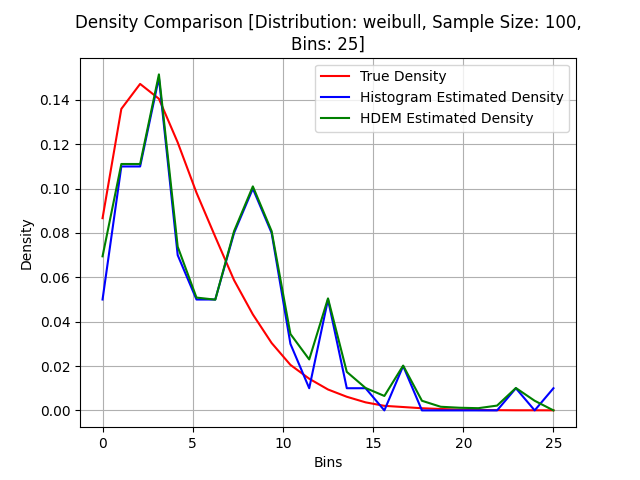 Density Comparison [Distribution: weibull, Sample Size: 100,
Bins: 25]
True Density
Histogram Estimated Density
HDEM Estimated Density
Density
0.14
0.12
0.10
0.08
0.06
0.04
0.02
0.00
0 5 10 15 20 25
Bins